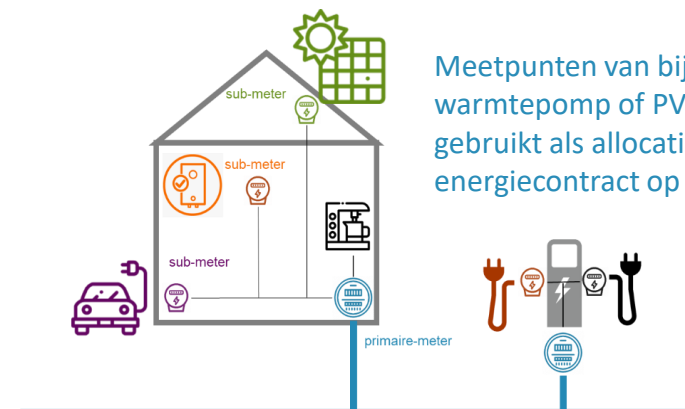 Meetpunten van bij
warmtepomp of PV
gebruikt als allocati
energiecontract op
sub-meter
sub-meter
sub-meter
primaire-meter